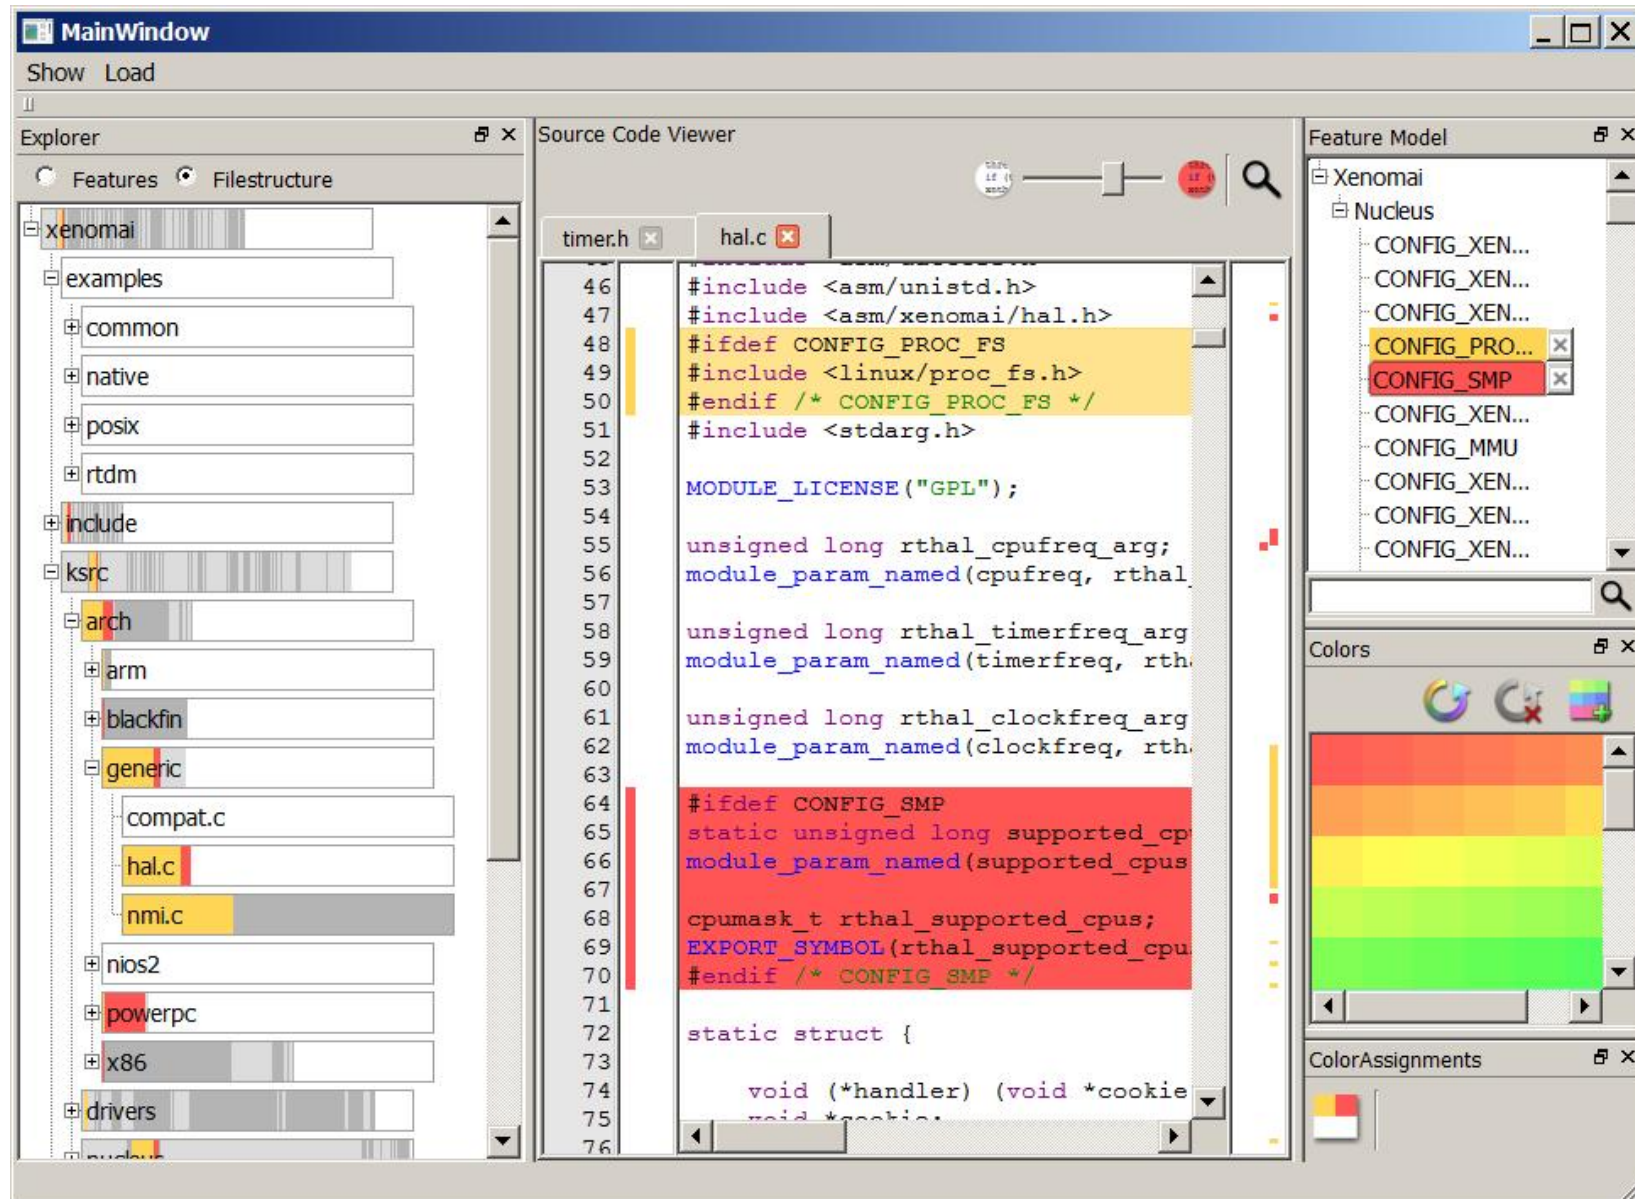 MainWindow
Show Load
Explorer
Features Filestructure
xenomai
examples
common
native
posix
rtdm
include
ksrc
arch
arm
blackfin
generic
compat.c
hal.c
nmi.c
nios2
powerpc
x86
drivers
nucleus
Source Code Viewer
timer.h hal.c
46 #include <asm/unistd.h>
47 #include <asm/xenomai/hal.h>
48 #ifdef CONFIG_PROC_FS
49 #include <linux/proc_fs.h>
50 #endif /* CONFIG_PROC_FS */
51 #include <stdarg.h>
52
53 MODULE_LICENSE("GPL");
54
55 unsigned long rthal_cpufreq_arg;
56 module_param_named(cpufreq, rthal_
57
58 unsigned long rthal_timerfreq_arg
59 module_param_named(timerfreq, rth
60
61 unsigned long rthal_clockfreq_arg
62 module_param_named(clockfreq, rth
63
64 #ifdef CONFIG_SMP
65 static unsigned long supported_cp
66 module_param_named(supported_cpus
67
68 cpumask_t rthal_supported_cpus;
69 EXPORT_SYMBOL(rthal_supported_cpu
70 #endif /* CONFIG_SMP */
71
72 static struct {
73
74 void (*handler) (void *cookie
75 void *cookie;
76
Feature Model
Xenomai
Nucleus
CONFIG_XEN...
CONFIG_XEN...
CONFIG_XEN...
CONFIG_PRO...
CONFIG_SMP
CONFIG_XEN...
CONFIG_MMU
CONFIG_XEN...
CONFIG_XEN...
CONFIG_XEN...
Colors
ColorAssignments